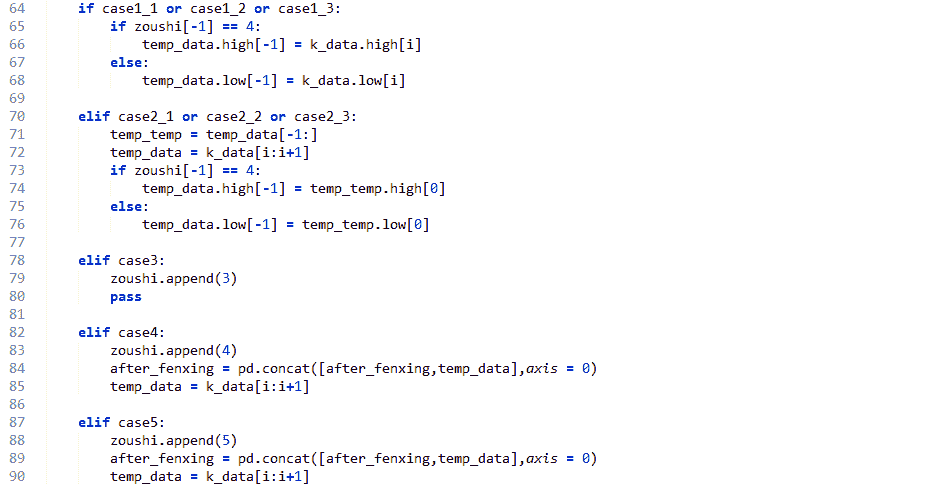 64 if case1_1 or case1_2 or case1_3:
65 if zoushi[-1] == 4:
66 temp_data.high[-1] = k_data.high[i]
67 else:
68 temp_data.low[-1] = k_data.low[i]
69
70 elif case2_1 or case2_2 or case2_3:
71 temp_temp = temp_data[-1:]
72 temp_data = k_data[i:i+1]
73 if zoushi[-1] == 4:
74 temp_data.high[-1] = temp_temp.high[0]
75 else:
76 temp_data.low[-1] = temp_temp.low[0]
77
78 elif case3:
79 zoushi.append(3)
80 pass
81
82 elif case4:
83 zoushi.append(4)
84 after_fenxing = pd.concat([after_fenxing,temp_data],axis = 0)
85 temp_data = k_data[i:i+1]
86
87 elif case5:
88 zoushi.append(5)
89 after_fenxing = pd.concat([after_fenxing,temp_data],axis = 0)
90 temp_data = k_data[i:i+1]